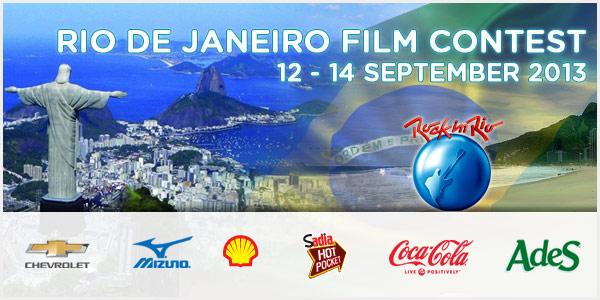 RIO DE JANEIRO FILM CONTEST
12 - 14 SEPTEMBER 2013
Rock in Rio
ORDEM E P
CHEVROLET
MIZUNO
Sadia
HOT
POCKET
Coca-Cola
LIVE POSITIVELY
AdeS